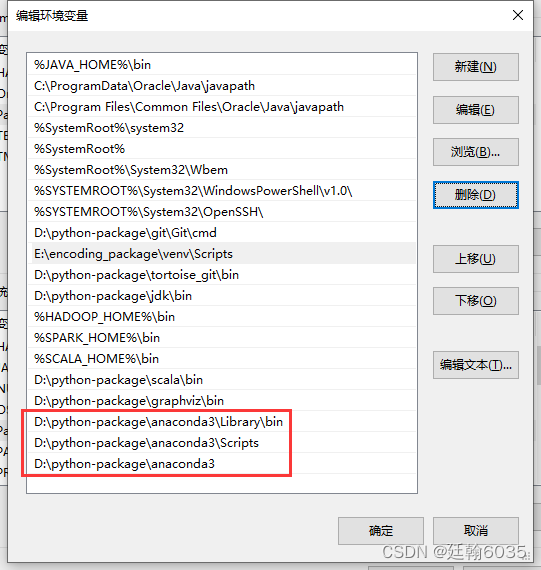 编辑环境变量
%JAVA_HOME%\bin
C:\ProgramData\Oracle\Java\javapath
C:\Program Files\Common Files\Oracle\Java\javapath
%SystemRoot%\system32
%SystemRoot%
%SystemRoot%\System32\Wbem
%SYSTEMROOT%\System32\WindowsPowerShell\v1.0\
%SYSTEMROOT%\System32\OpenSSH\
D:\python-package\git\Git\cmd
E:\encoding_package\venv\Scripts
D:\python-package\tortoise_git\bin
D:\python-package\jdk\bin
%HADOOP_HOME%\bin
%SPARK_HOME%\bin
%SCALA_HOME%\bin
D:\python-package\scala\bin
D:\python-package\graphviz\bin
D:\python-package\anaconda3\Library\bin
D:\python-package\anaconda3\Scripts
D:\python-package\anaconda3
新建(N)
编辑(E)
浏览(B)...
删除(D)
上移(U)
下移(O)
编辑文本(T)...
确定
取消
CSDN @廷翰6035